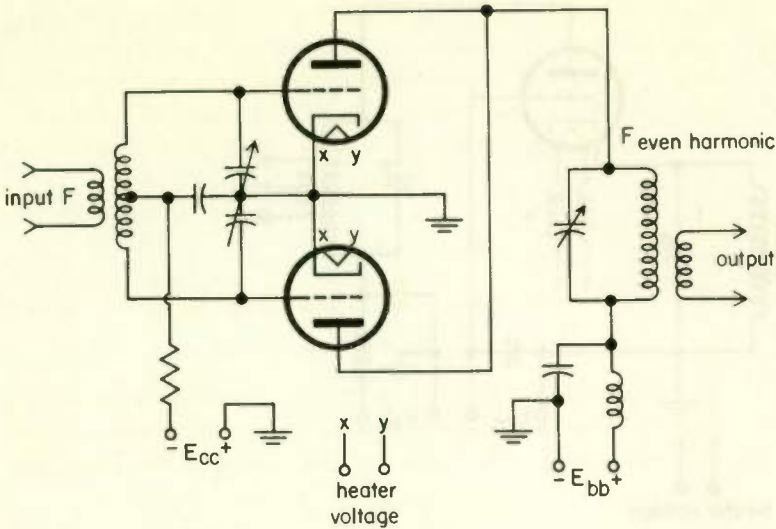 x y
F even harmonic
input F
x y
output
- Ecc +
x y
heater
voltage
- Ebb +